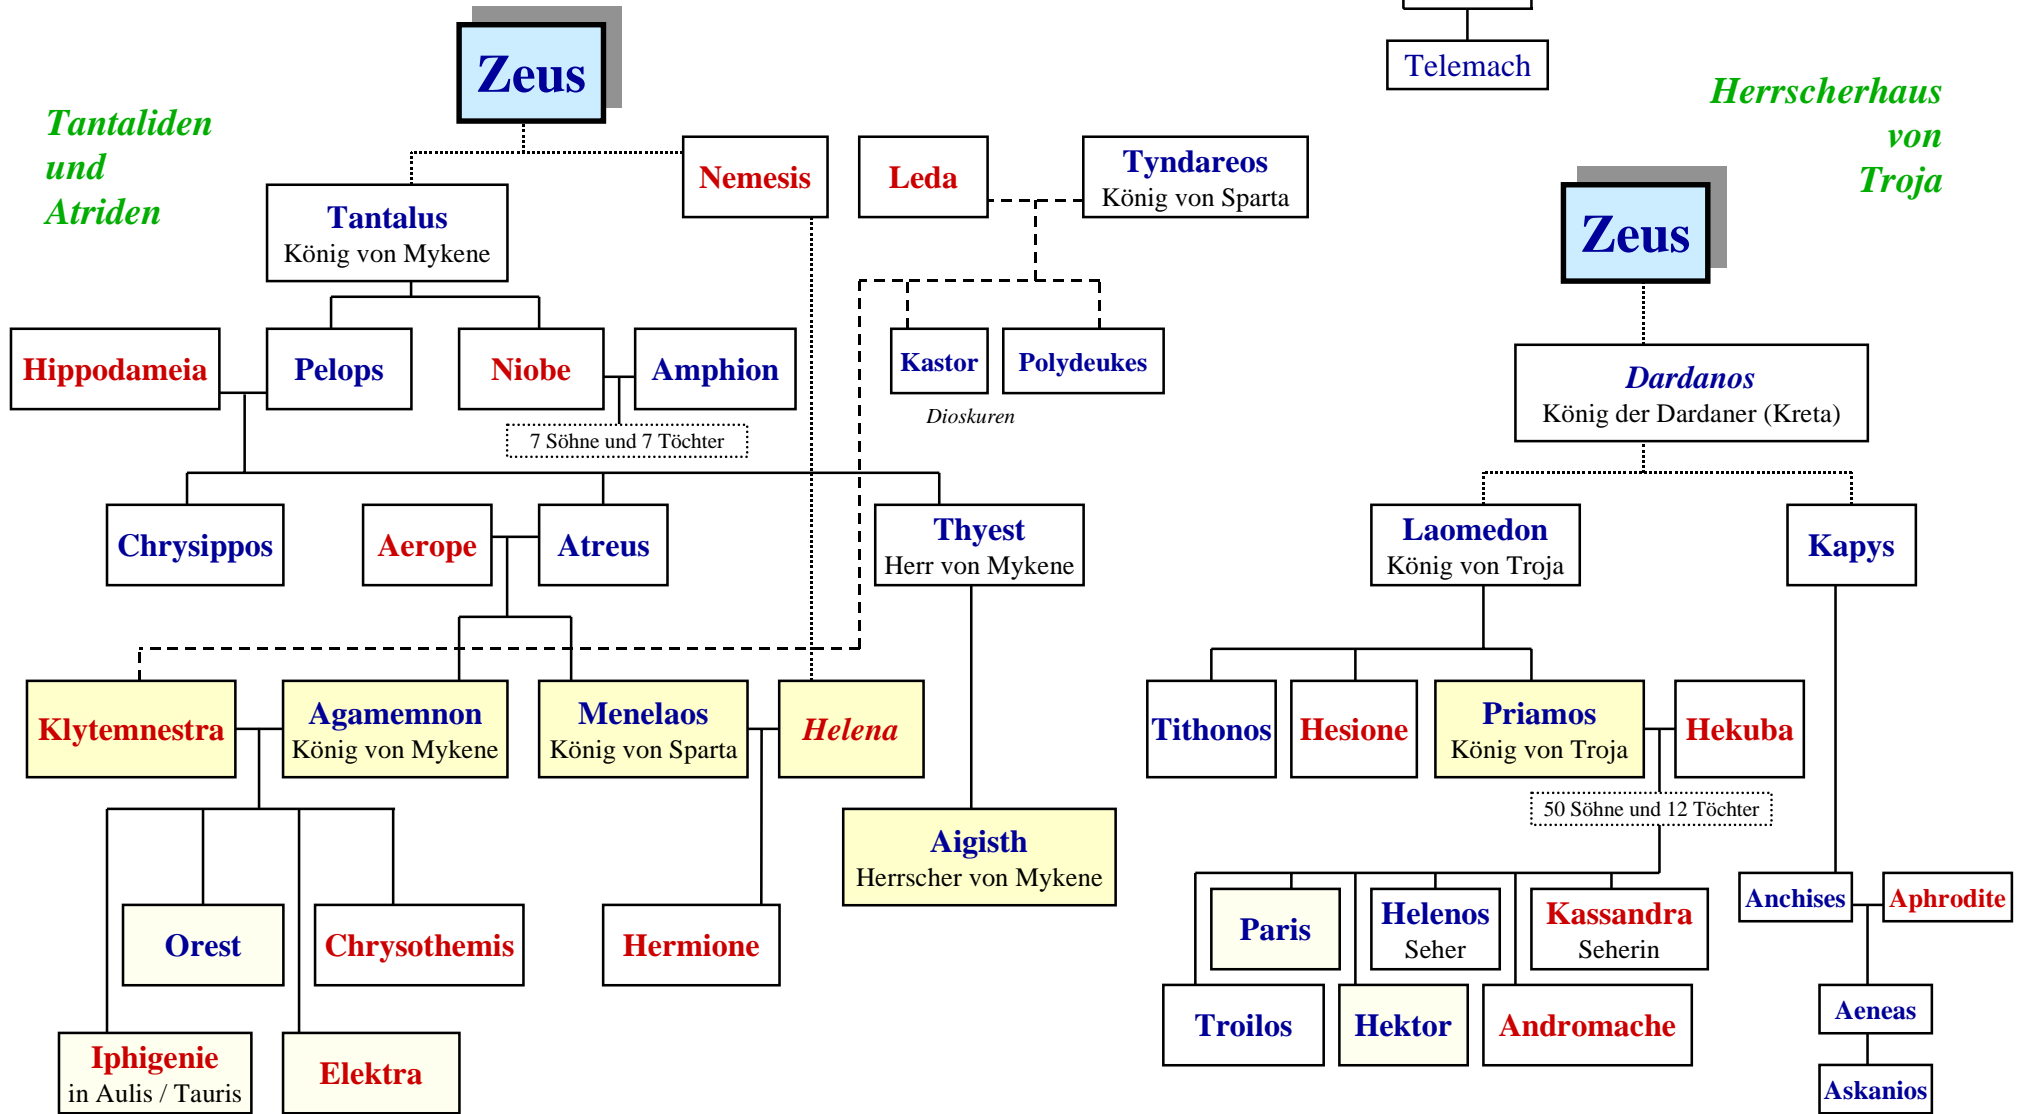 Telemach
Zeus
Tantaliden
und
Atriden
Herrscherhaus
von
Troja
Nemesis
Leda
Tyndareos
König von Sparta
Tantalus
König von Mykene
Zeus
Hippodameia
Pelops
Niobe
Amphion
Kastor
Polydeukes
Dioskuren
Dardanos
König der Dardaner (Kreta)
7 Söhne und 7 Töchter
Chrysippos
Aerope
Atreus
Thyest
Herr von Mykene
Laomedon
König von Troja
Kapys
Klytemnestra
Agamemnon
König von Mykene
Menelaos
König von Sparta
Helena
Tithonos
Hesione
Priamos
König von Troja
Hekuba
50 Söhne und 12 Töchter
Aigisth
Herrscher von Mykene
Anchises
Aphrodite
Orest
Chrysothemis
Hermione
Paris
Helenos
Seher
Kassandra
Seherin
Troilos
Hektor
Andromache
Aeneas
Iphigenie
in Aulis / Tauris
Elektra
Askanios